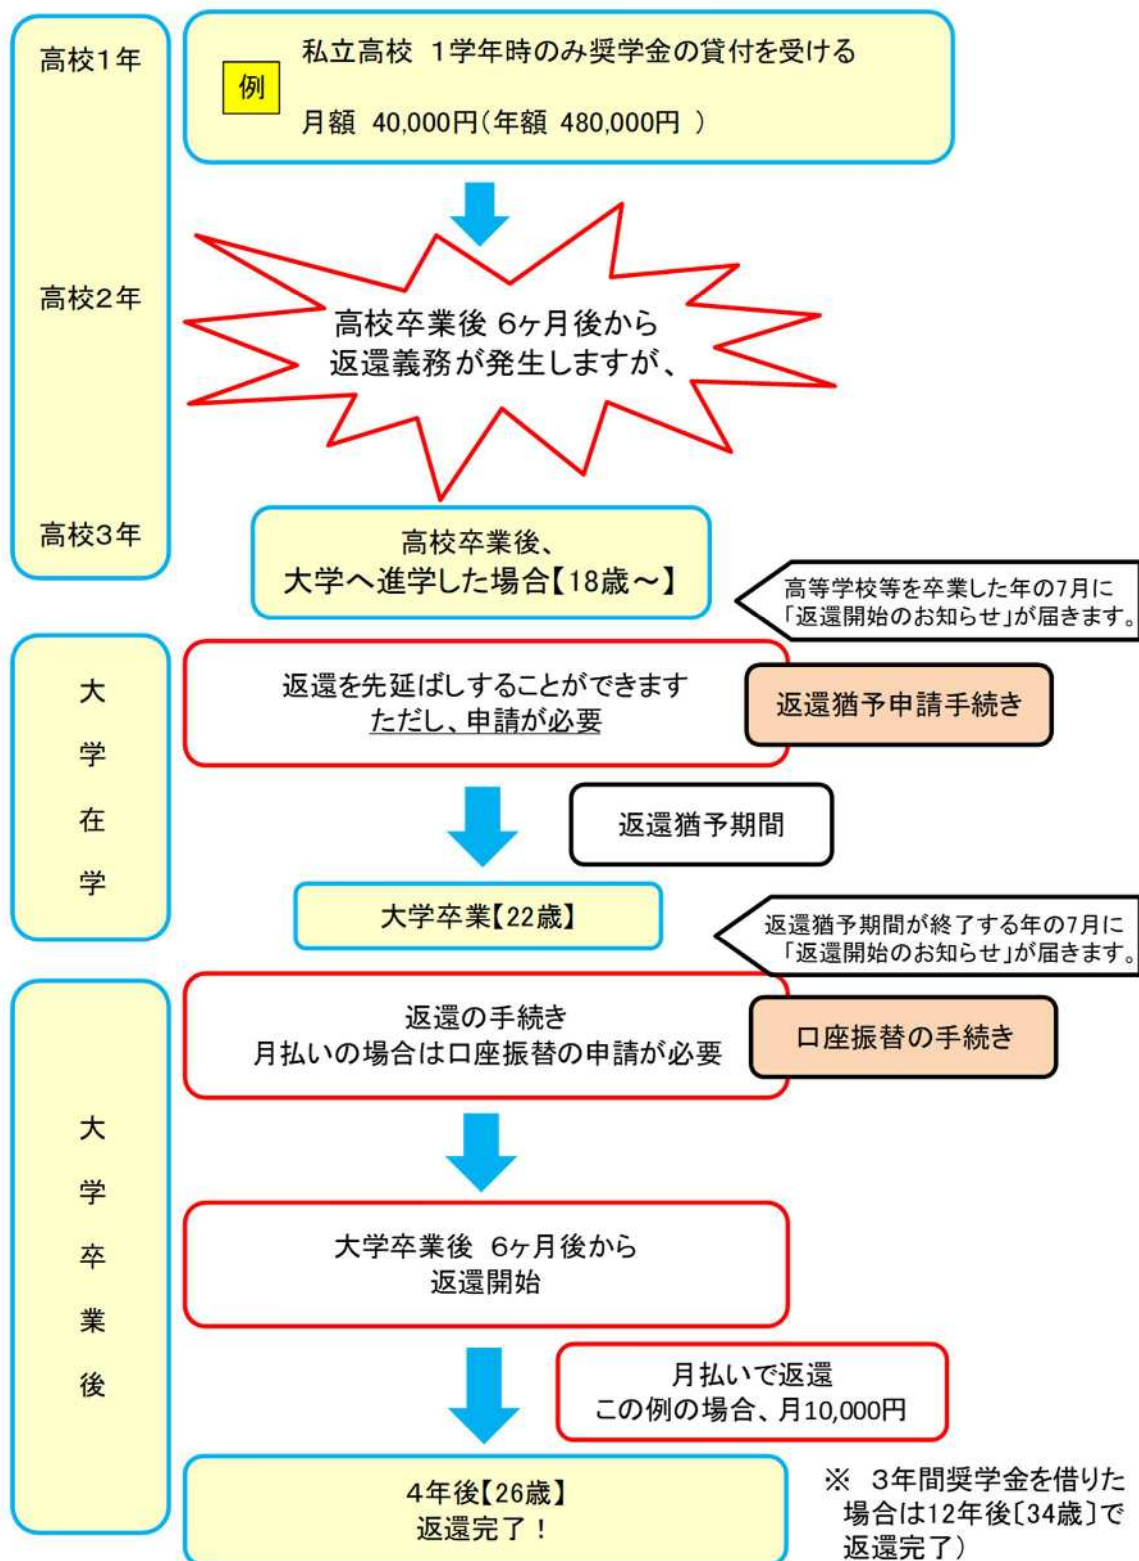 高校1年
例
私立高校 1学年時のみ奨学金の貸付を受ける
月額 40,000円(年額 480,000円 )
高校2年
高校卒業後 6ヶ月後から
返還義務が発生しますが、
高校3年
高校卒業後、
大学へ進学した場合【18歳～】
高等学校等を卒業した年の7月に
「返還開始のお知らせ」が届きます。
大学在学
返還を先延ばしすることができます
ただし、申請が必要
返還猶予申請手続き
返還猶予期間
大学卒業【22歳】
返還猶予期間が終了する年の7月に
「返還開始のお知らせ」が届きます。
大学卒業後
返還の手続き
月払いの場合は口座振替の申請が必要
口座振替の手続き
大学卒業後 6ヶ月後から
返還開始
月払いで返還
この例の場合、月10,000円
4年後【26歳】
返還完了！
※ 3年間奨学金を借りた
場合は12年後〔34歳〕で
返還完了）